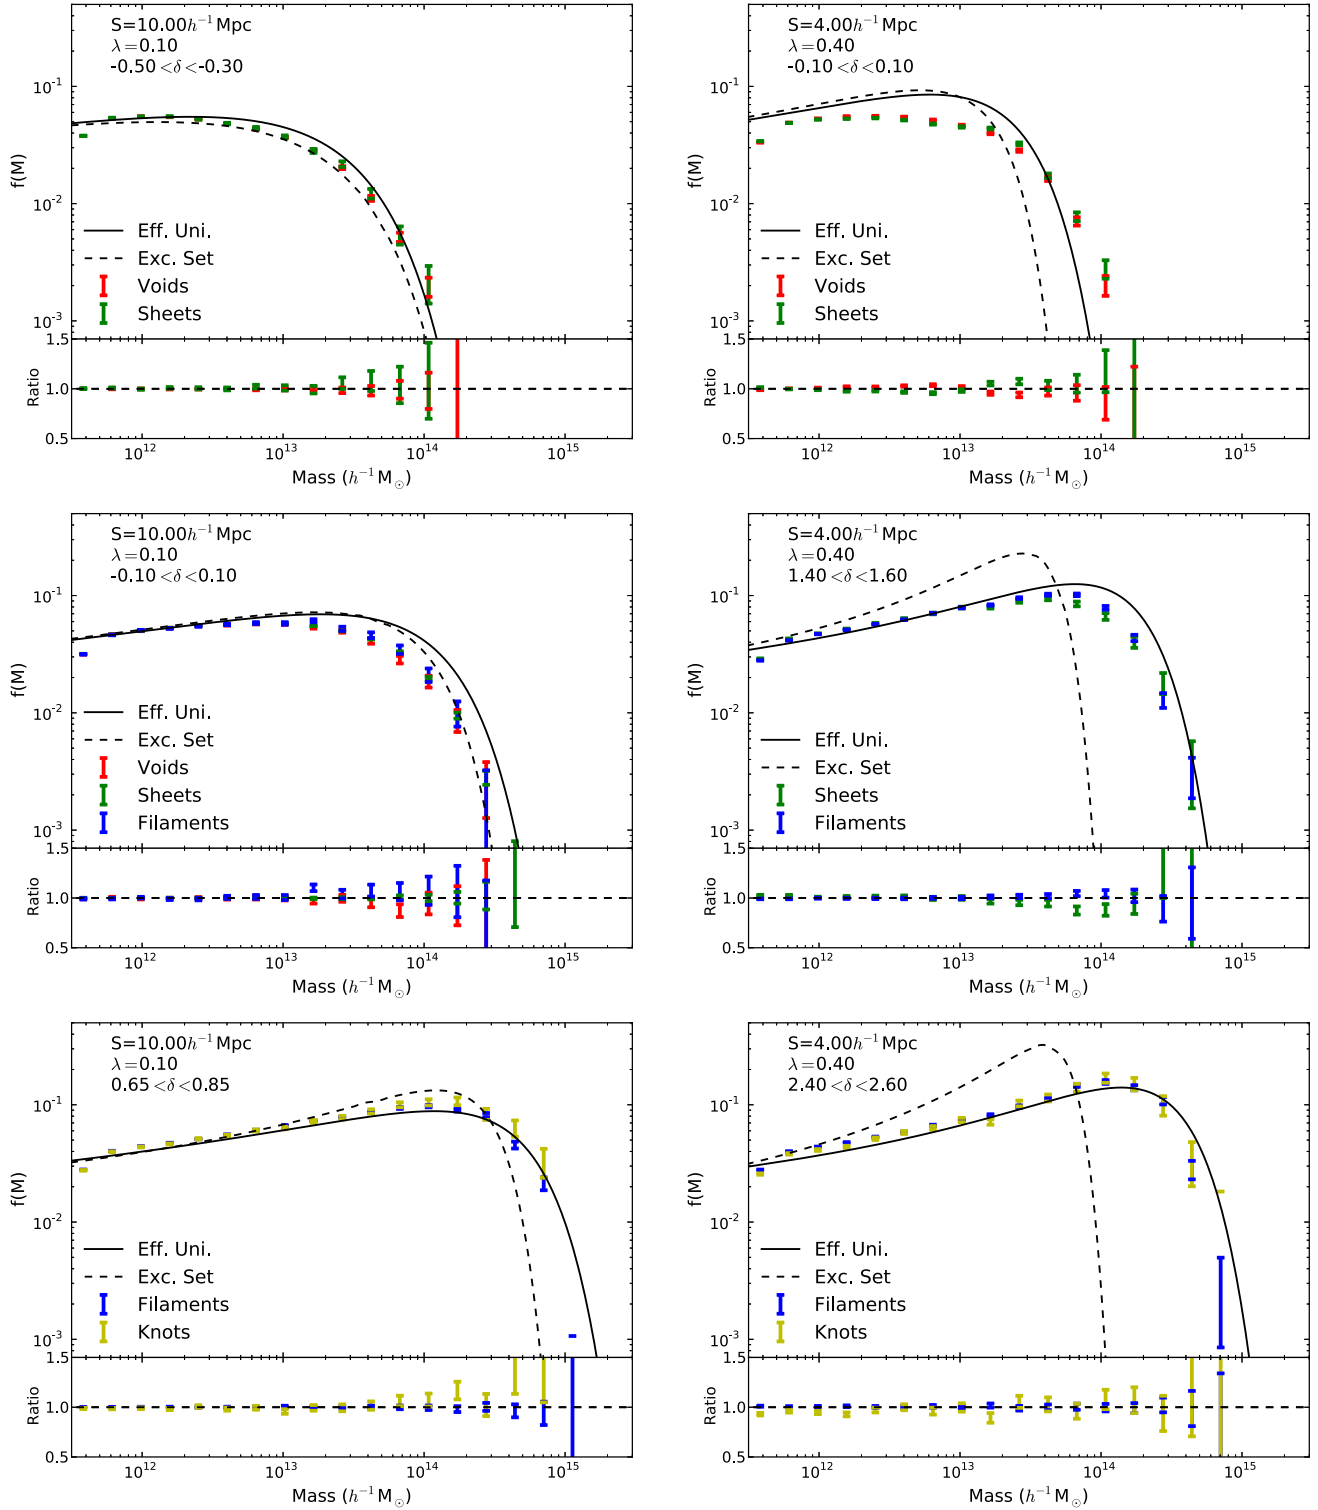 S=10.00h⁻¹Mpc
λ=0.10
-0.50<δ<-0.30
f(M)
10⁻¹
10⁻²
10⁻³
Eff. Uni.
Exc. Set
Voids
Sheets
Ratio
1.5
1.0
0.5
10¹² 10¹³ 10¹⁴ 10¹⁵
Mass (h⁻¹M☉)
S=4.00h⁻¹Mpc
λ=0.40
-0.10<δ<0.10
f(M)
10⁻¹
10⁻²
10⁻³
Eff. Uni.
Exc. Set
Voids
Sheets
Ratio
1.5
1.0
0.5
10¹² 10¹³ 10¹⁴ 10¹⁵
Mass (h⁻¹M☉)
S=10.00h⁻¹Mpc
λ=0.10
-0.10<δ<0.10
f(M)
10⁻¹
10⁻²
10⁻³
Eff. Uni.
Exc. Set
Voids
Sheets
Filaments
Ratio
1.5
1.0
0.5
10¹² 10¹³ 10¹⁴ 10¹⁵
Mass (h⁻¹M☉)
S=4.00h⁻¹Mpc
λ=0.40
1.40<δ<1.60
f(M)
10⁻¹
10⁻²
10⁻³
Eff. Uni.
Exc. Set
Sheets
Filaments
Ratio
1.5
1.0
0.5
10¹² 10¹³ 10¹⁴ 10¹⁵
Mass (h⁻¹M☉)
S=10.00h⁻¹Mpc
λ=0.10
0.65<δ<0.85
f(M)
10⁻¹
10⁻²
10⁻³
Eff. Uni.
Exc. Set
Filaments
Knots
Ratio
1.5
1.0
0.5
10¹² 10¹³ 10¹⁴ 10¹⁵
Mass (h⁻¹M☉)
S=4.00h⁻¹Mpc
λ=0.40
2.40<δ<2.60
f(M)
10⁻¹
10⁻²
10⁻³
Eff. Uni.
Exc. Set
Filaments
Knots
Ratio
1.5
1.0
0.5
10¹² 10¹³ 10¹⁴ 10¹⁵
Mass (h⁻¹M☉)